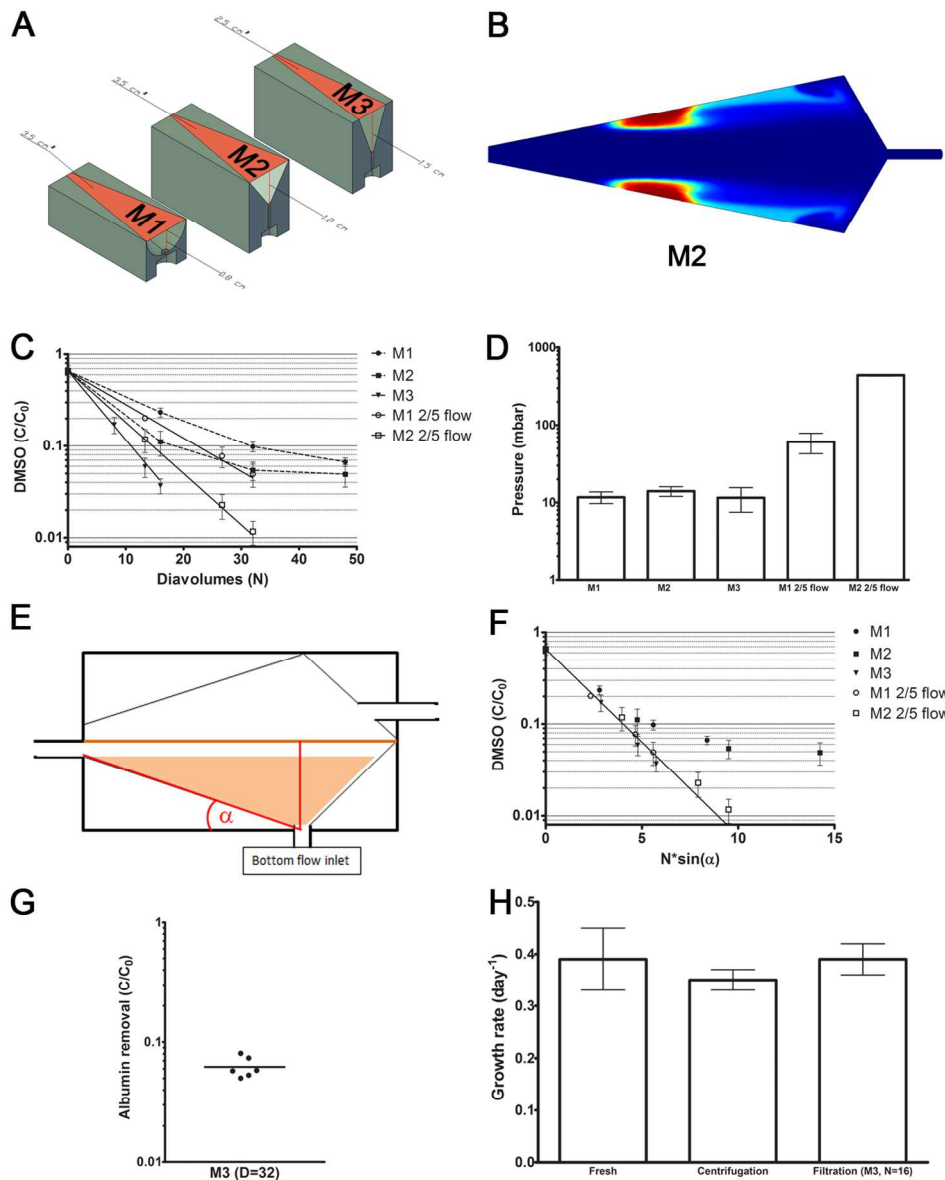 A
2.5 cm
3.5 cm
3.5 cm
M3
M2
M1
1.5 cm
1.2 cm
0.8 cm
B
M2
C
DMSO (C/C0)
1
0.1
0.01
0 10 20 30 40 50
Diavolumes (N)
M1
M2
M3
M1 2/5 flow
M2 2/5 flow
D
Pressure (mbar)
1000
100
10
1
M1 M2 M3 M1 2/5 flow M2 2/5 flow
E
α
Bottom flow inlet
F
DMSO (C/C0)
1
0.1
0.01
0 5 10 15
N*sin(α)
M1
M2
M3
M1 2/5 flow
M2 2/5 flow
G
Albumin removal (C/C0)
1
0.1
0.01
M3 (D=32)
H
Growth rate (day-1)
0.5
0.4
0.3
0.2
0.1
0.0
Fresh Centrifugation Filtration (M3, N=16)